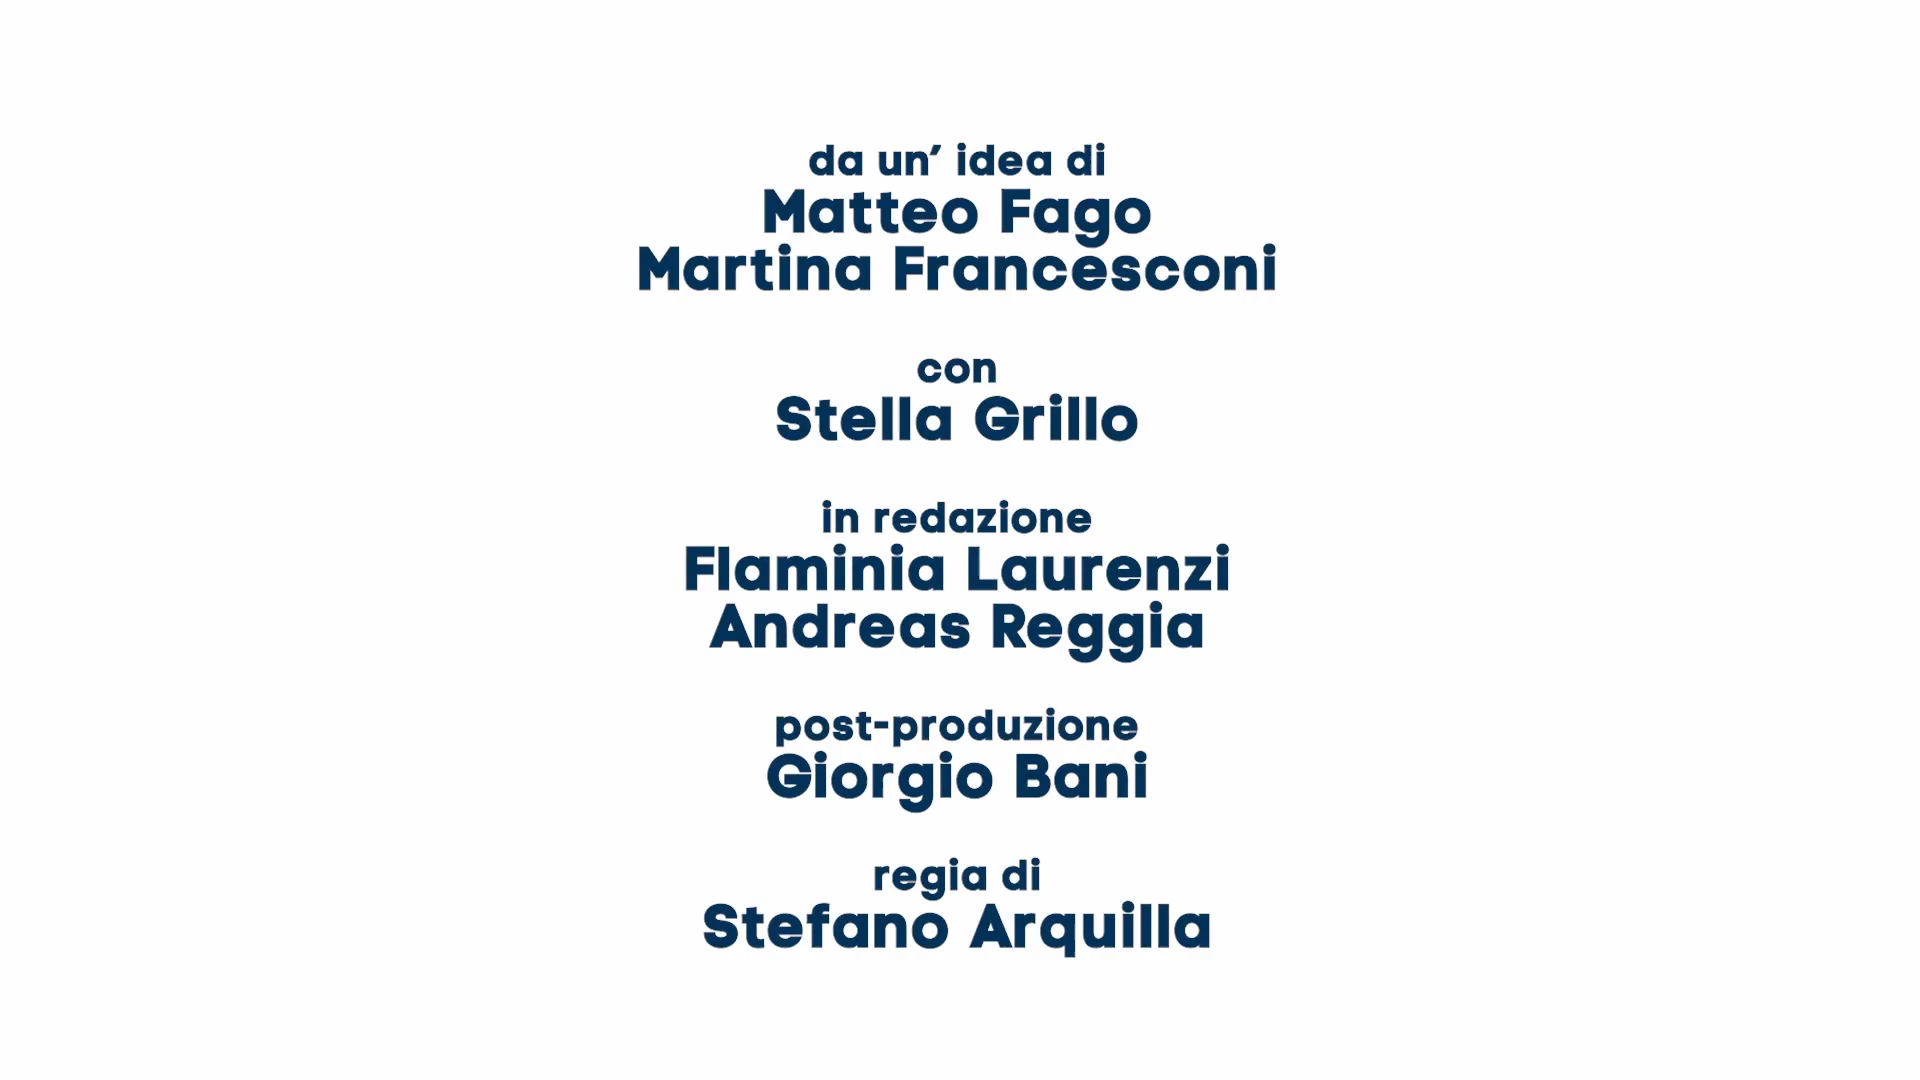 da un’ idea di
Matteo Fago
Martina Francesconi
con
Stella Grillo
in redazione
Flaminia Laurenzi
Andreas Reggia
post-produzione
Giorgio Bani
regia di
Stefano Arquilla